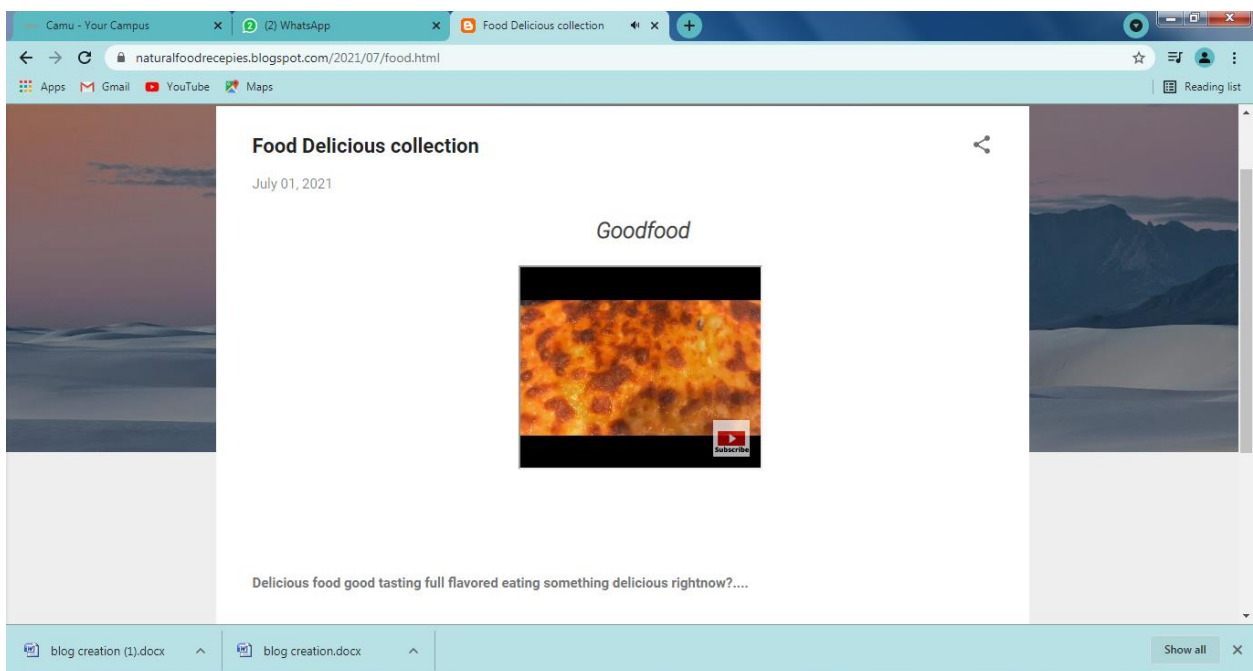 Camu - Your Campus (2) WhatsApp Food Delicious collection
naturalfoodrecepies.blogspot.com/2021/07/food.html
Apps Gmail YouTube Maps Reading list
Food Delicious collection
July 01, 2021
Goodfood
Subscribe
Delicious food good tasting full flavored eating something delicious rightnow?....
blog creation (1).docx blog creation.docx Show all